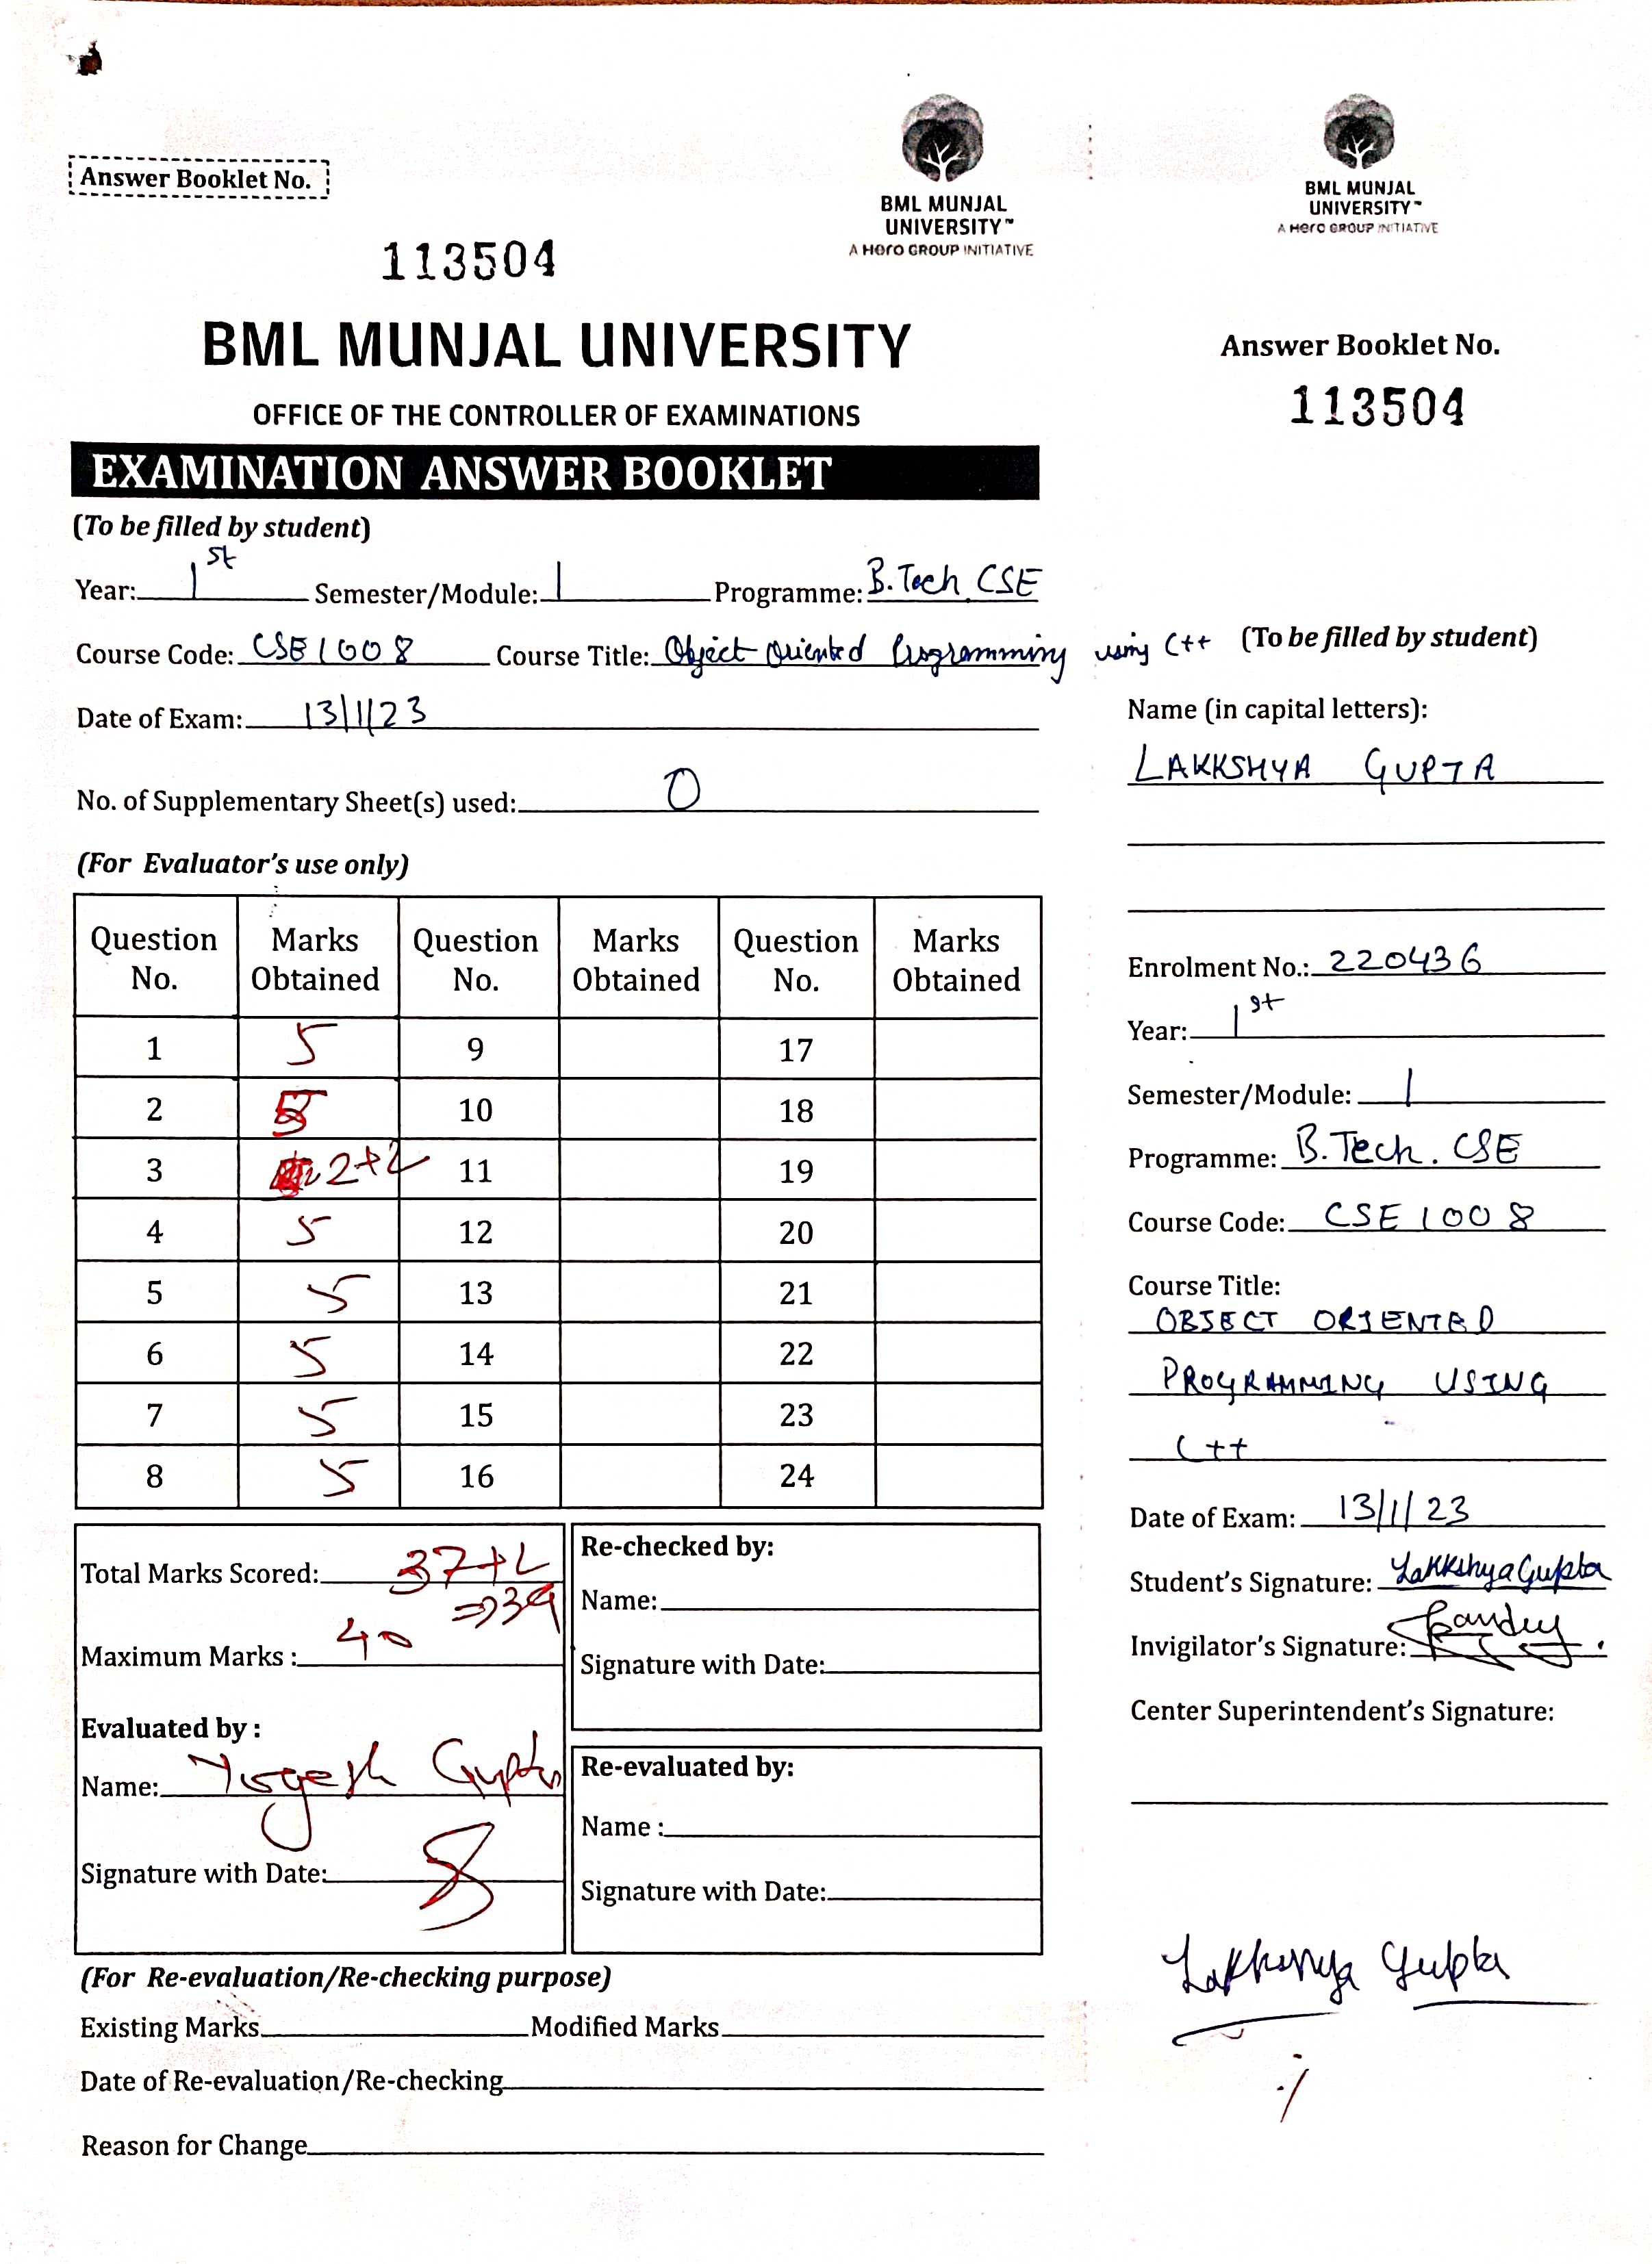 Answer Booklet No.
113504
BML MUNJAL
UNIVERSITY™
A Hero GROUP INITIATIVE
BML MUNJAL UNIVERSITY
OFFICE OF THE CONTROLLER OF EXAMINATIONS
EXAMINATION ANSWER BOOKLET
(To be filled by student)
Year: 1st Semester/Module: 1 Programme: B.Tech. CSE
Course Code: CSE1008 Course Title: Object Oriented Programming using C++
Date of Exam: 13/1/23
No. of Supplementary Sheet(s) used: 0
(For Evaluator's use only)
Question No. Marks Obtained Question No. Marks Obtained Question No. Marks Obtained
1 5 9 17
2 5 10 18
3 2+2 11 19
4 5 12 20
5 5 13 21
6 5 14 22
7 5 15 23
8 5 16 24
Total Marks Scored: 37+2
⇒39
Maximum Marks : 40
Evaluated by :
Name: Yogesh Gupta
Signature with Date:
Re-checked by:
Name:
Signature with Date:
Re-evaluated by:
Name :
Signature with Date:
(For Re-evaluation/Re-checking purpose)
Existing Marks Modified Marks
Date of Re-evaluation/Re-checking
Reason for Change
BML MUNJAL
UNIVERSITY™
A Hero GROUP INITIATIVE
Answer Booklet No.
113504
(To be filled by student)
Name (in capital letters):
LAKKSHYA GUPTA
Enrolment No.: 220436
Year: 1st
Semester/Module: 1
Programme: B.Tech. CSE
Course Code: CSE1008
Course Title:
OBJECT ORIENTED
PROGRAMMING USING
C++
Date of Exam: 13/1/23
Student's Signature: Lakkshya Gupta
Invigilator's Signature:
Center Superintendent's Signature:
Lakkshya Gupta